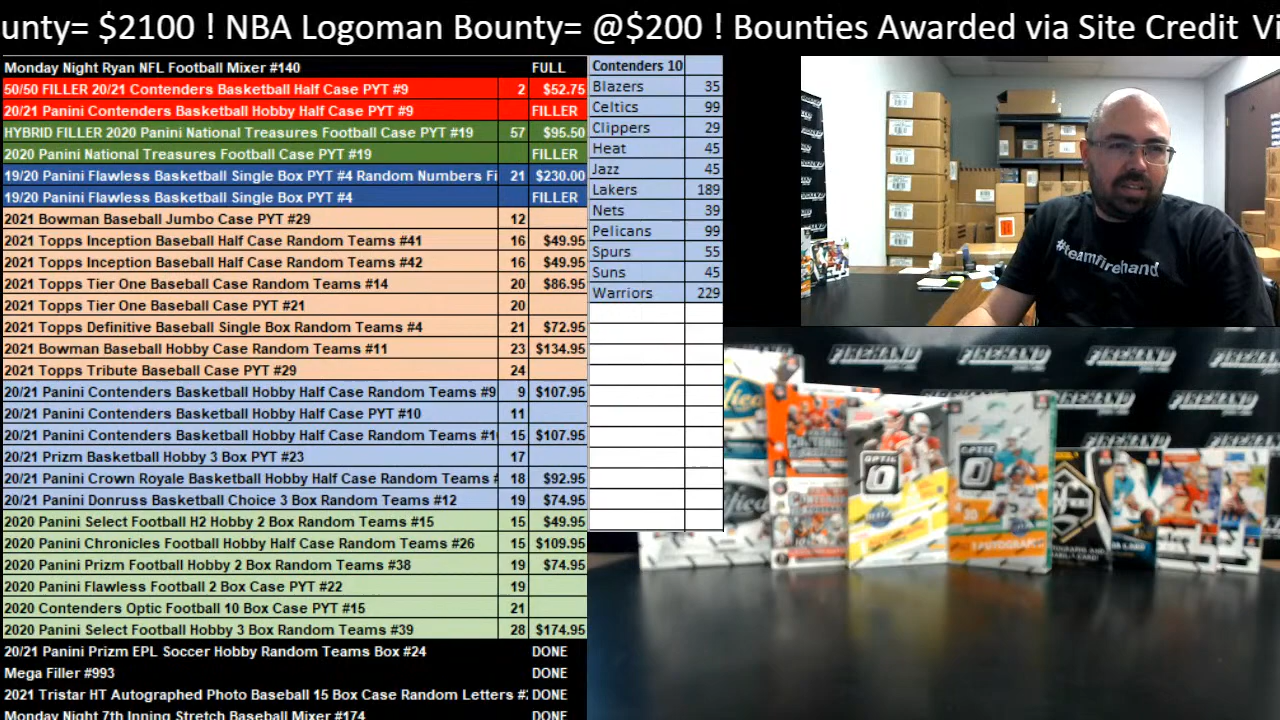 unty= $2100 ! NBA Logoman Bounty= @$200 ! Bounties Awarded via Site Credit Vi
Monday Night Ryan NFL Football Mixer #140 FULL
50/50 FILLER 20/21 Contenders Basketball Half Case PYT #9 2 $52.75
20/21 Panini Contenders Basketball Hobby Half Case PYT #9 FILLER
HYBRID FILLER 2020 Panini National Treasures Football Case PYT #19 57 $95.50
2020 Panini National Treasures Football Case PYT #19 FILLER
19/20 Panini Flawless Basketball Single Box PYT #4 Random Numbers Fi 21 $230.00
19/20 Panini Flawless Basketball Single Box PYT #4 FILLER
2021 Bowman Baseball Jumbo Case PYT #29 12
2021 Topps Inception Baseball Half Case Random Teams #41 16 $49.95
2021 Topps Inception Baseball Half Case Random Teams #42 16 $49.95
2021 Topps Tier One Baseball Case Random Teams #14 20 $86.95
2021 Topps Tier One Baseball Case PYT #21 20
2021 Topps Definitive Baseball Single Box Random Teams #4 21 $72.95
2021 Bowman Baseball Hobby Case Random Teams #11 23 $134.95
2021 Topps Tribute Baseball Case PYT #29 24
20/21 Panini Contenders Basketball Hobby Half Case Random Teams #9 9 $107.95
20/21 Panini Contenders Basketball Hobby Half Case PYT #10 11
20/21 Panini Contenders Basketball Hobby Half Case Random Teams #1 15 $107.95
20/21 Prizm Basketball Hobby 3 Box PYT #23 17
20/21 Panini Crown Royale Basketball Hobby Half Case Random Teams # 18 $92.95
20/21 Panini Donruss Basketball Choice 3 Box Random Teams #12 19 $74.95
2020 Panini Select Football H2 Hobby 2 Box Random Teams #15 15 $49.95
2020 Panini Chronicles Football Hobby Half Case Random Teams #26 15 $109.95
2020 Panini Prizm Football Hobby 2 Box Random Teams #38 19 $74.95
2020 Panini Flawless Football 2 Box Case PYT #22 19
2020 Contenders Optic Football 10 Box Case PYT #15 21
2020 Panini Select Football Hobby 3 Box Random Teams #39 28 $174.95
20/21 Panini Prizm EPL Soccer Hobby Random Teams Box #24 DONE
Mega Filler #993 DONE
2021 Tristar HT Autographed Photo Baseball 15 Box Case Random Letters #: DONE
Monday Night 7th Inning Stretch Baseball Mixer #174 DONE
Contenders 10
Blazers 35
Celtics 99
Clippers 29
Heat 45
Jazz 45
Lakers 189
Nets 39
Pelicans 99
Spurs 55
Suns 45
Warriors 229
#teamfirehand
FIREHAND
FIREHAND
FIREHAND
OPTIC
OPTIC